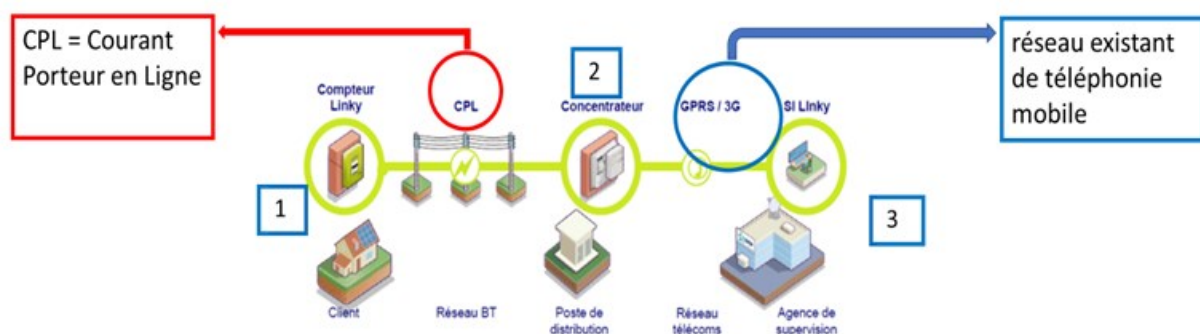 CPL = Courant
Porteur en Ligne
réseau existant
de téléphonie
mobile
2
Compteur
Linky
CPL
Concentrateur
GPRS / 3G
SI Linky
1
3
Client
Réseau BT
Poste de
distribution
Réseau
télécoms
Agence de
supervision